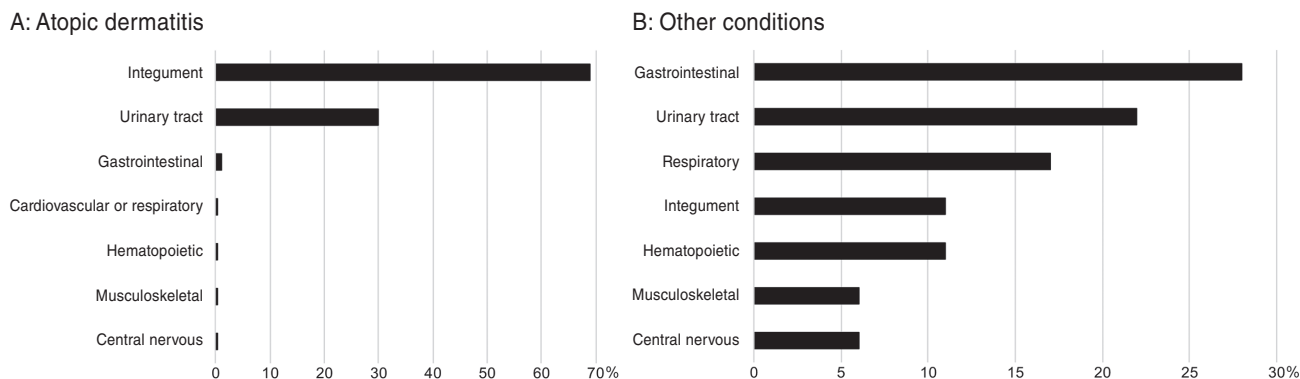 A: Atopic dermatitis
Integument
Urinary tract
Gastrointestinal
Cardiovascular or respiratory
Hematopoietic
Musculoskeletal
Central nervous
0 10 20 30 40 50 60 70%
B: Other conditions
Gastrointestinal
Urinary tract
Respiratory
Integument
Hematopoietic
Musculoskeletal
Central nervous
0 5 10 15 20 25 30%